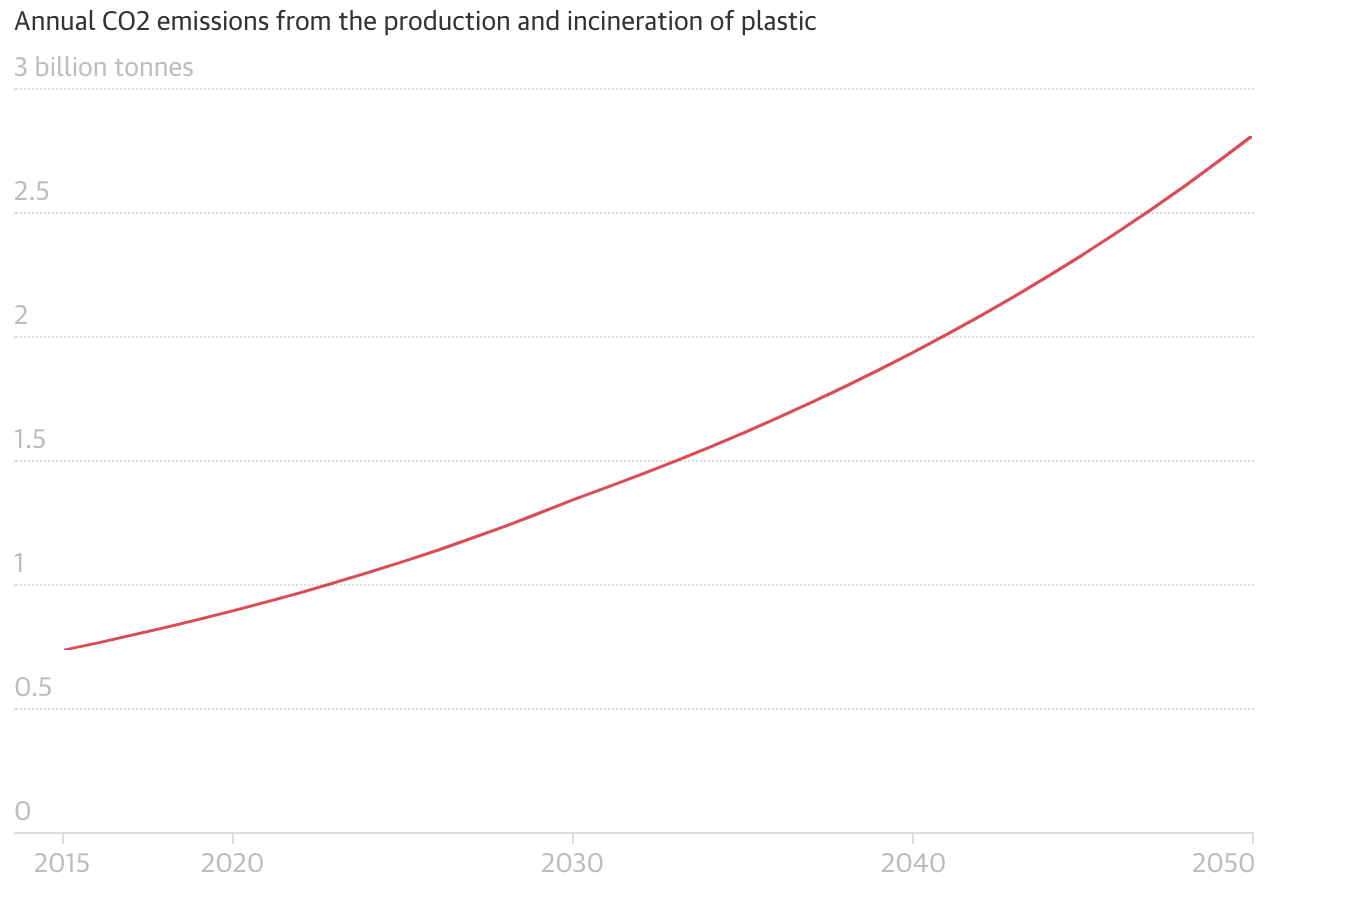 Annual CO2 emissions from the production and incineration of plastic
3 billion tonnes
2.5
2
1.5
1
0.5
0
2015 2020 2030 2040 2050